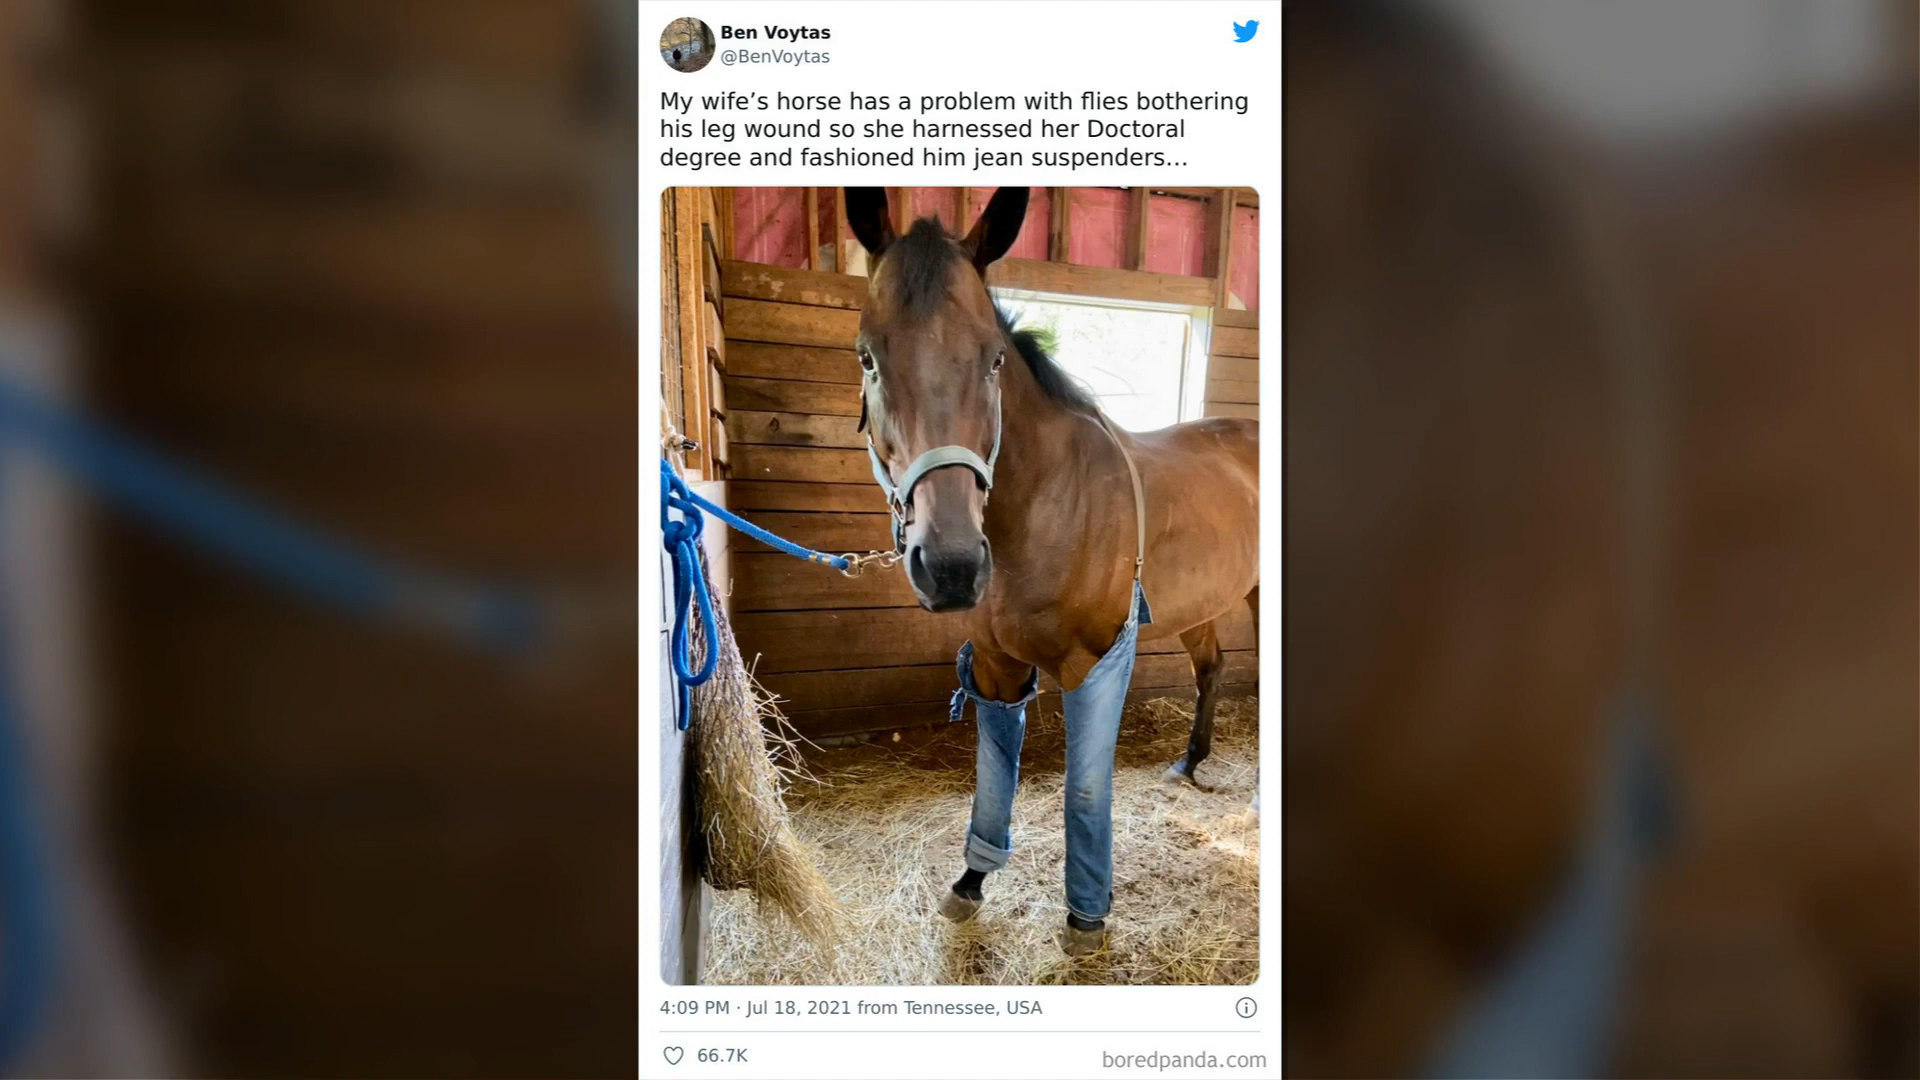 Ben Voytas
@BenVoytas
My wife’s horse has a problem with flies bothering
his leg wound so she harnessed her Doctoral
degree and fashioned him jean suspenders...
4:09 PM · Jul 18, 2021 from Tennessee, USA
66.7K
boredpanda.com